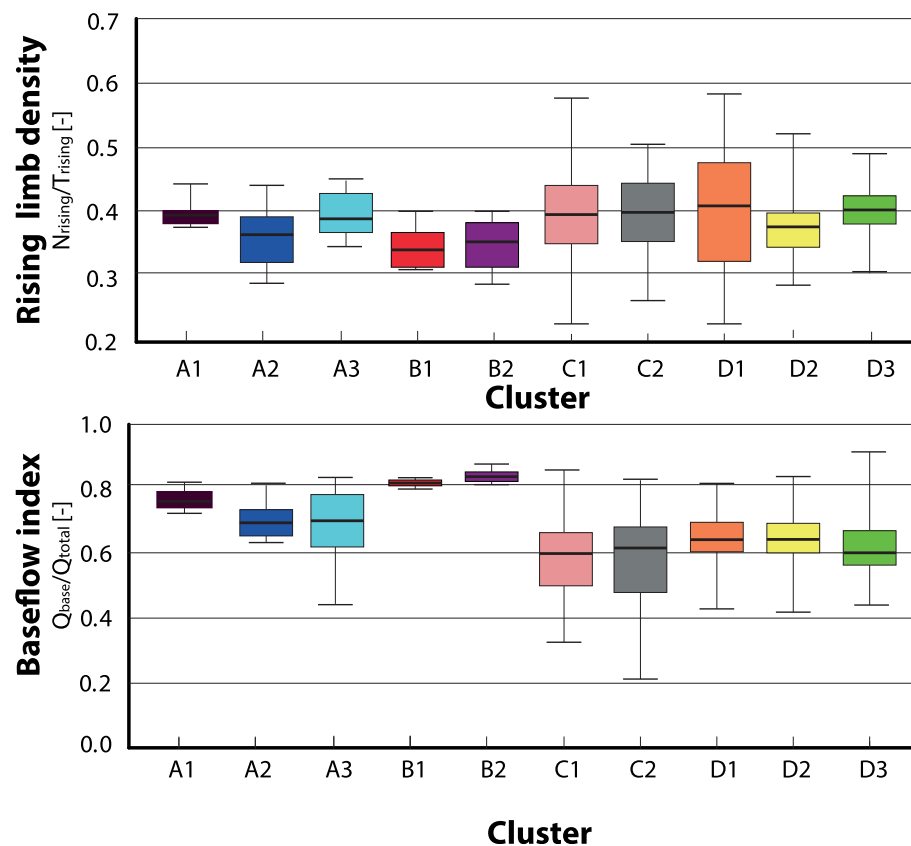 Rising limb density
Nrising/Trising [-]
0.7
0.6
0.5
0.4
0.3
0.2
A1 A2 A3 B1 B2 C1 C2 D1 D2 D3
Cluster
Baseflow index
Qbase/Qtotal [-]
1.0
0.8
0.6
0.4
0.2
0.0
A1 A2 A3 B1 B2 C1 C2 D1 D2 D3
Cluster